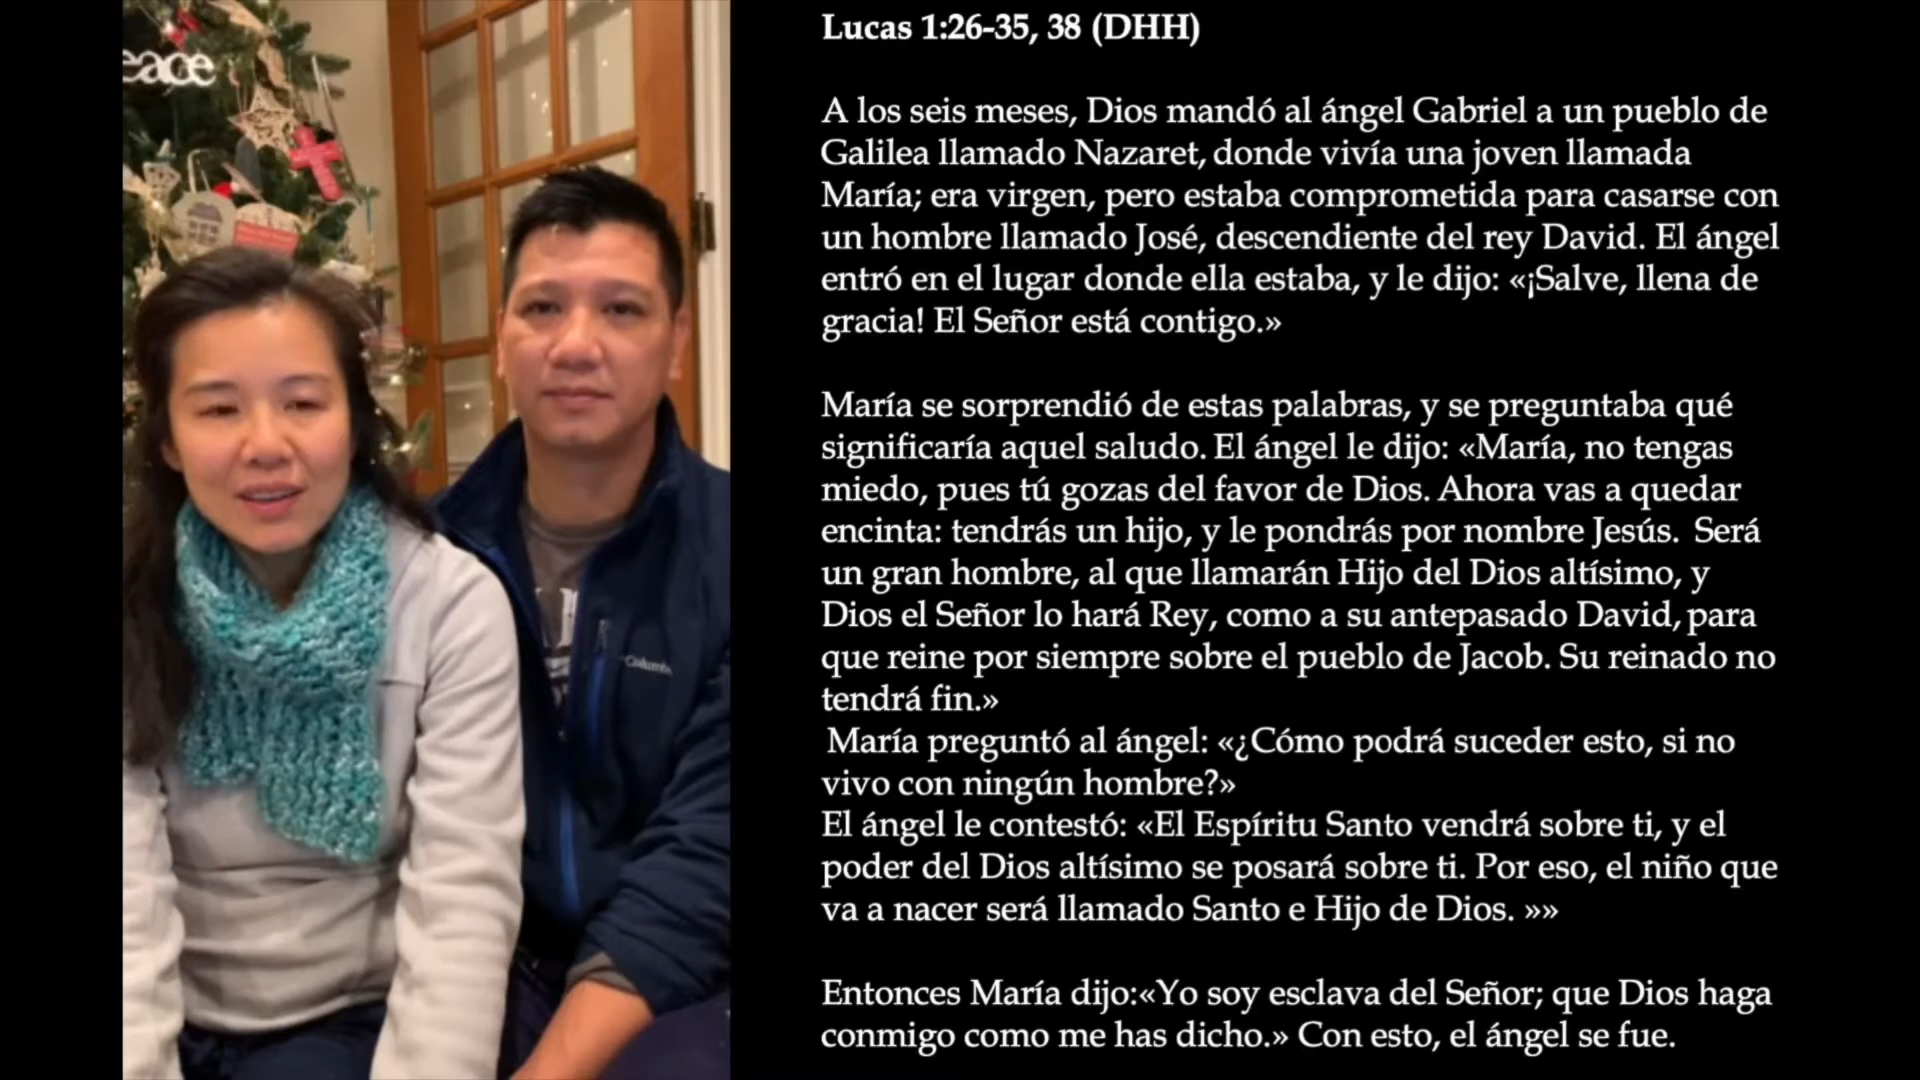 eace
Lucas 1:26-35, 38 (DHH)
A los seis meses, Dios mandó al ángel Gabriel a un pueblo de
Galilea llamado Nazaret, donde vivía una joven llamada
María; era virgen, pero estaba comprometida para casarse con
un hombre llamado José, descendiente del rey David. El ángel
entró en el lugar donde ella estaba, y le dijo: «¡Salve, llena de
gracia! El Señor está contigo.»
María se sorprendió de estas palabras, y se preguntaba qué
significaría aquel saludo. El ángel le dijo: «María, no tengas
miedo, pues tú gozas del favor de Dios. Ahora vas a quedar
encinta: tendrás un hijo, y le pondrás por nombre Jesús.  Será
un gran hombre, al que llamarán Hijo del Dios altísimo, y
Dios el Señor lo hará Rey, como a su antepasado David, para
que reine por siempre sobre el pueblo de Jacob. Su reinado no
tendrá fin.»
María preguntó al ángel: «¿Cómo podrá suceder esto, si no
vivo con ningún hombre?»
El ángel le contestó: «El Espíritu Santo vendrá sobre ti, y el
poder del Dios altísimo se posará sobre ti. Por eso, el niño que
va a nacer será llamado Santo e Hijo de Dios. »»
Entonces María dijo:«Yo soy esclava del Señor; que Dios haga
conmigo como me has dicho.» Con esto, el ángel se fue.
Columbia